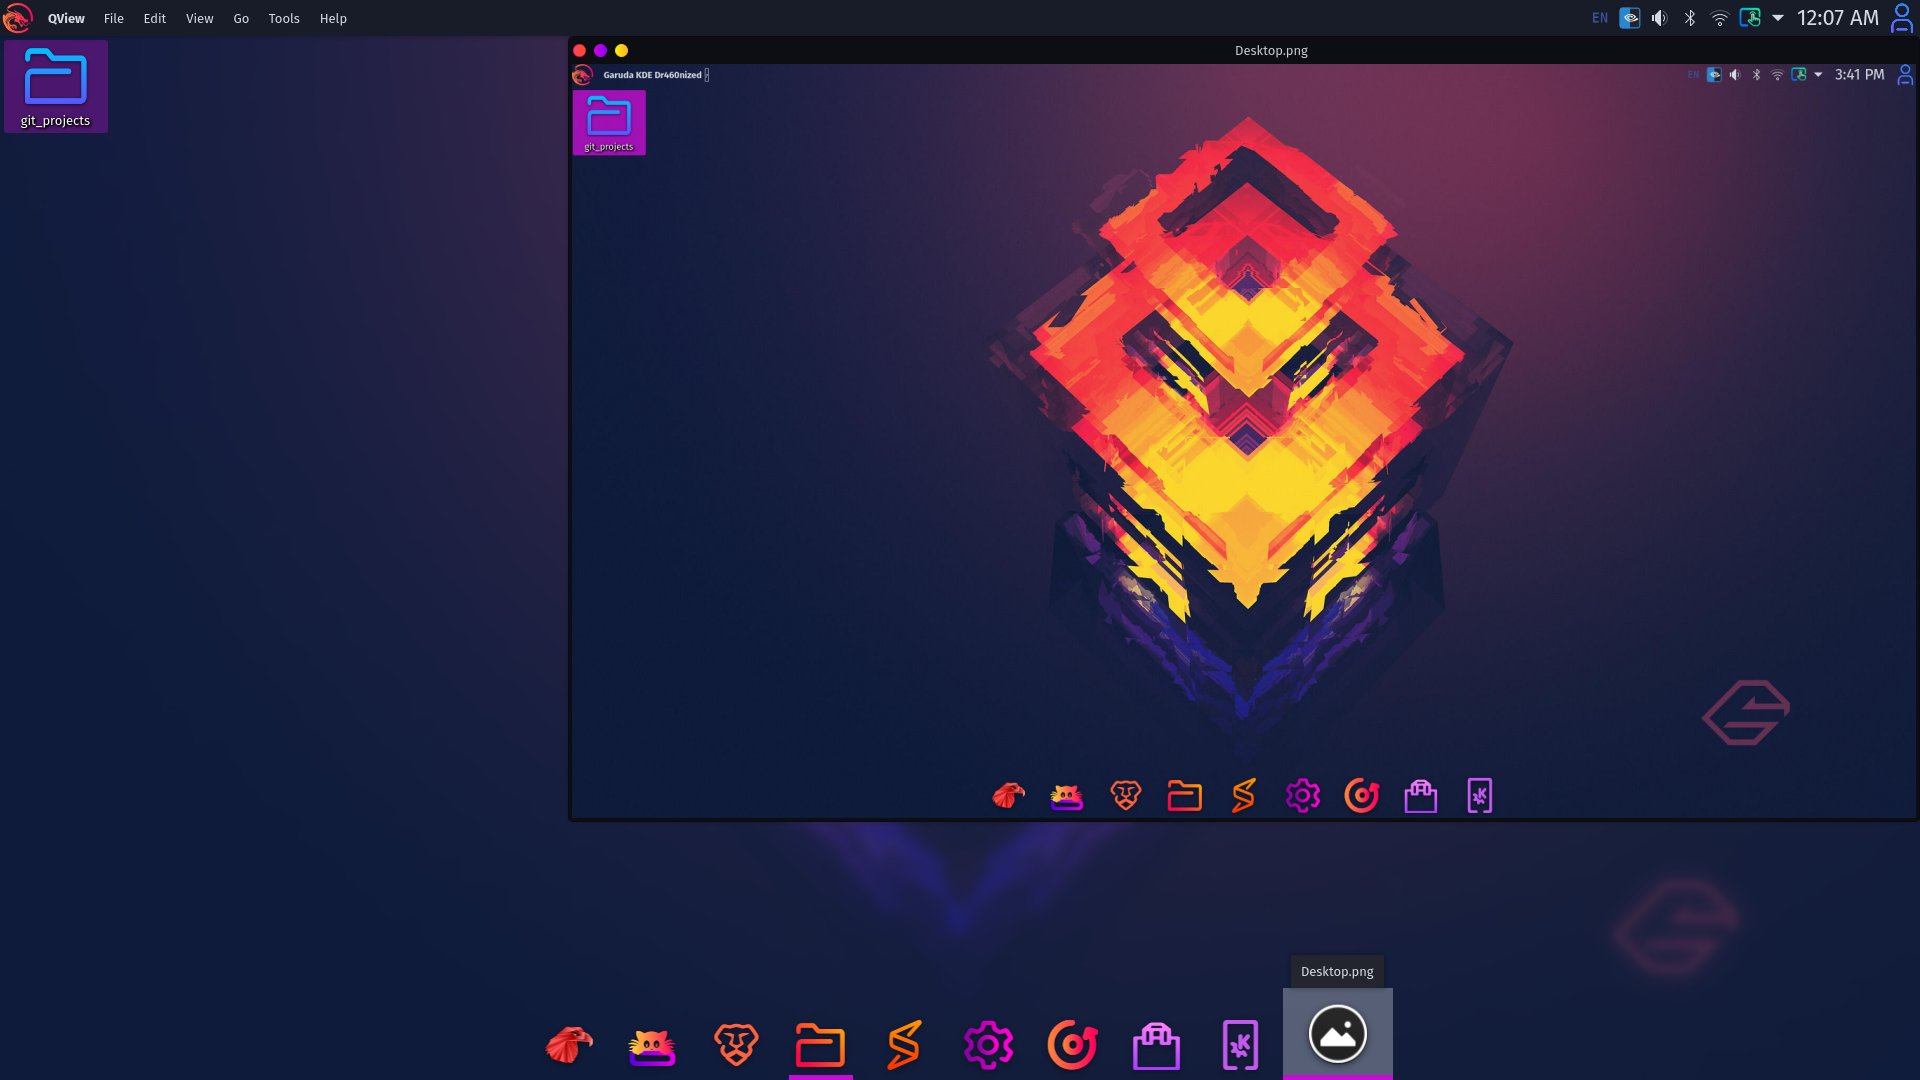 QView File Edit View Go Tools Help EN 12:07 AM
git_projects
Desktop.png
Garuda KDE Dr460nized EN 3:41 PM
git_projects
Desktop.png